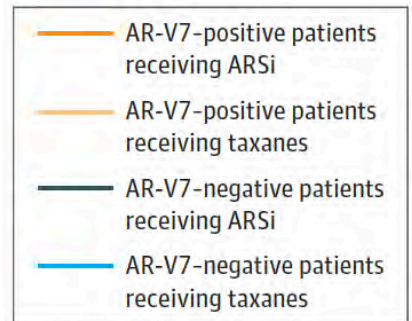 AR-V7-positive patients
receiving ARSi
AR-V7-positive patients
receiving taxanes
AR-V7-negative patients
receiving ARSi
AR-V7-negative patients
receiving taxanes